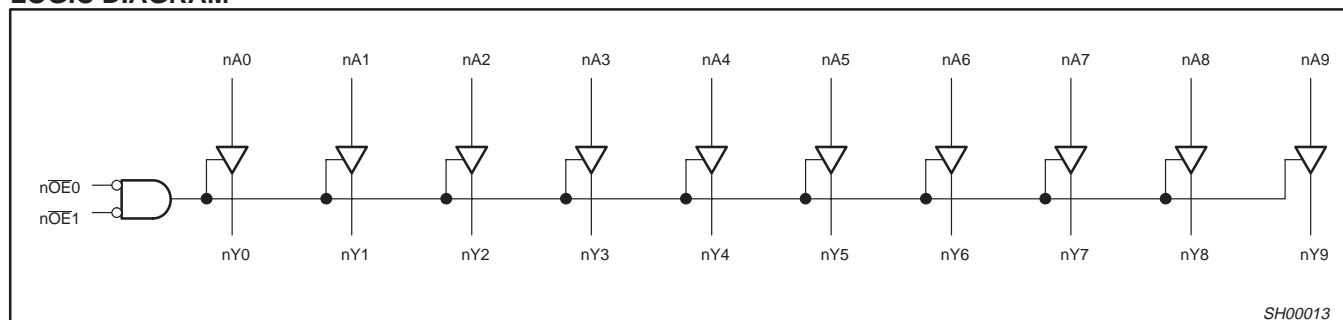 LOGIC DIAGRAM
nA0 nA1 nA2 nA3 nA4 nA5 nA6 nA7 nA8 nA9
nOE0
nOE1
nY0 nY1 nY2 nY3 nY4 nY5 nY6 nY7 nY8 nY9
SH00013